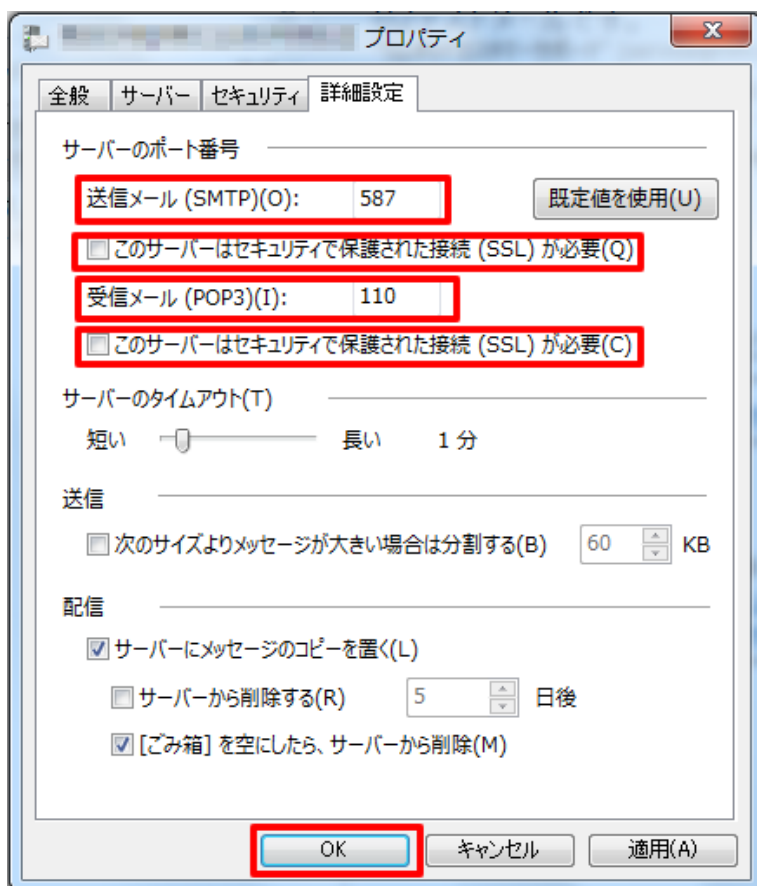 プロパティ
全般 サーバー セキュリティ 詳細設定
サーバーのポート番号
送信メール (SMTP)(O): 587 既定値を使用(U)
このサーバーはセキュリティで保護された接続 (SSL) が必要(Q)
受信メール (POP3)(I): 110
このサーバーはセキュリティで保護された接続 (SSL) が必要(C)
サーバーのタイムアウト(T)
短い 長い 1 分
送信
次のサイズよりメッセージが大きい場合は分割する(B) 60 KB
配信
サーバーにメッセージのコピーを置く(L)
サーバーから削除する(R) 5 日後
[ごみ箱] を空にしたら、サーバーから削除(M)
OK キャンセル 適用(A)